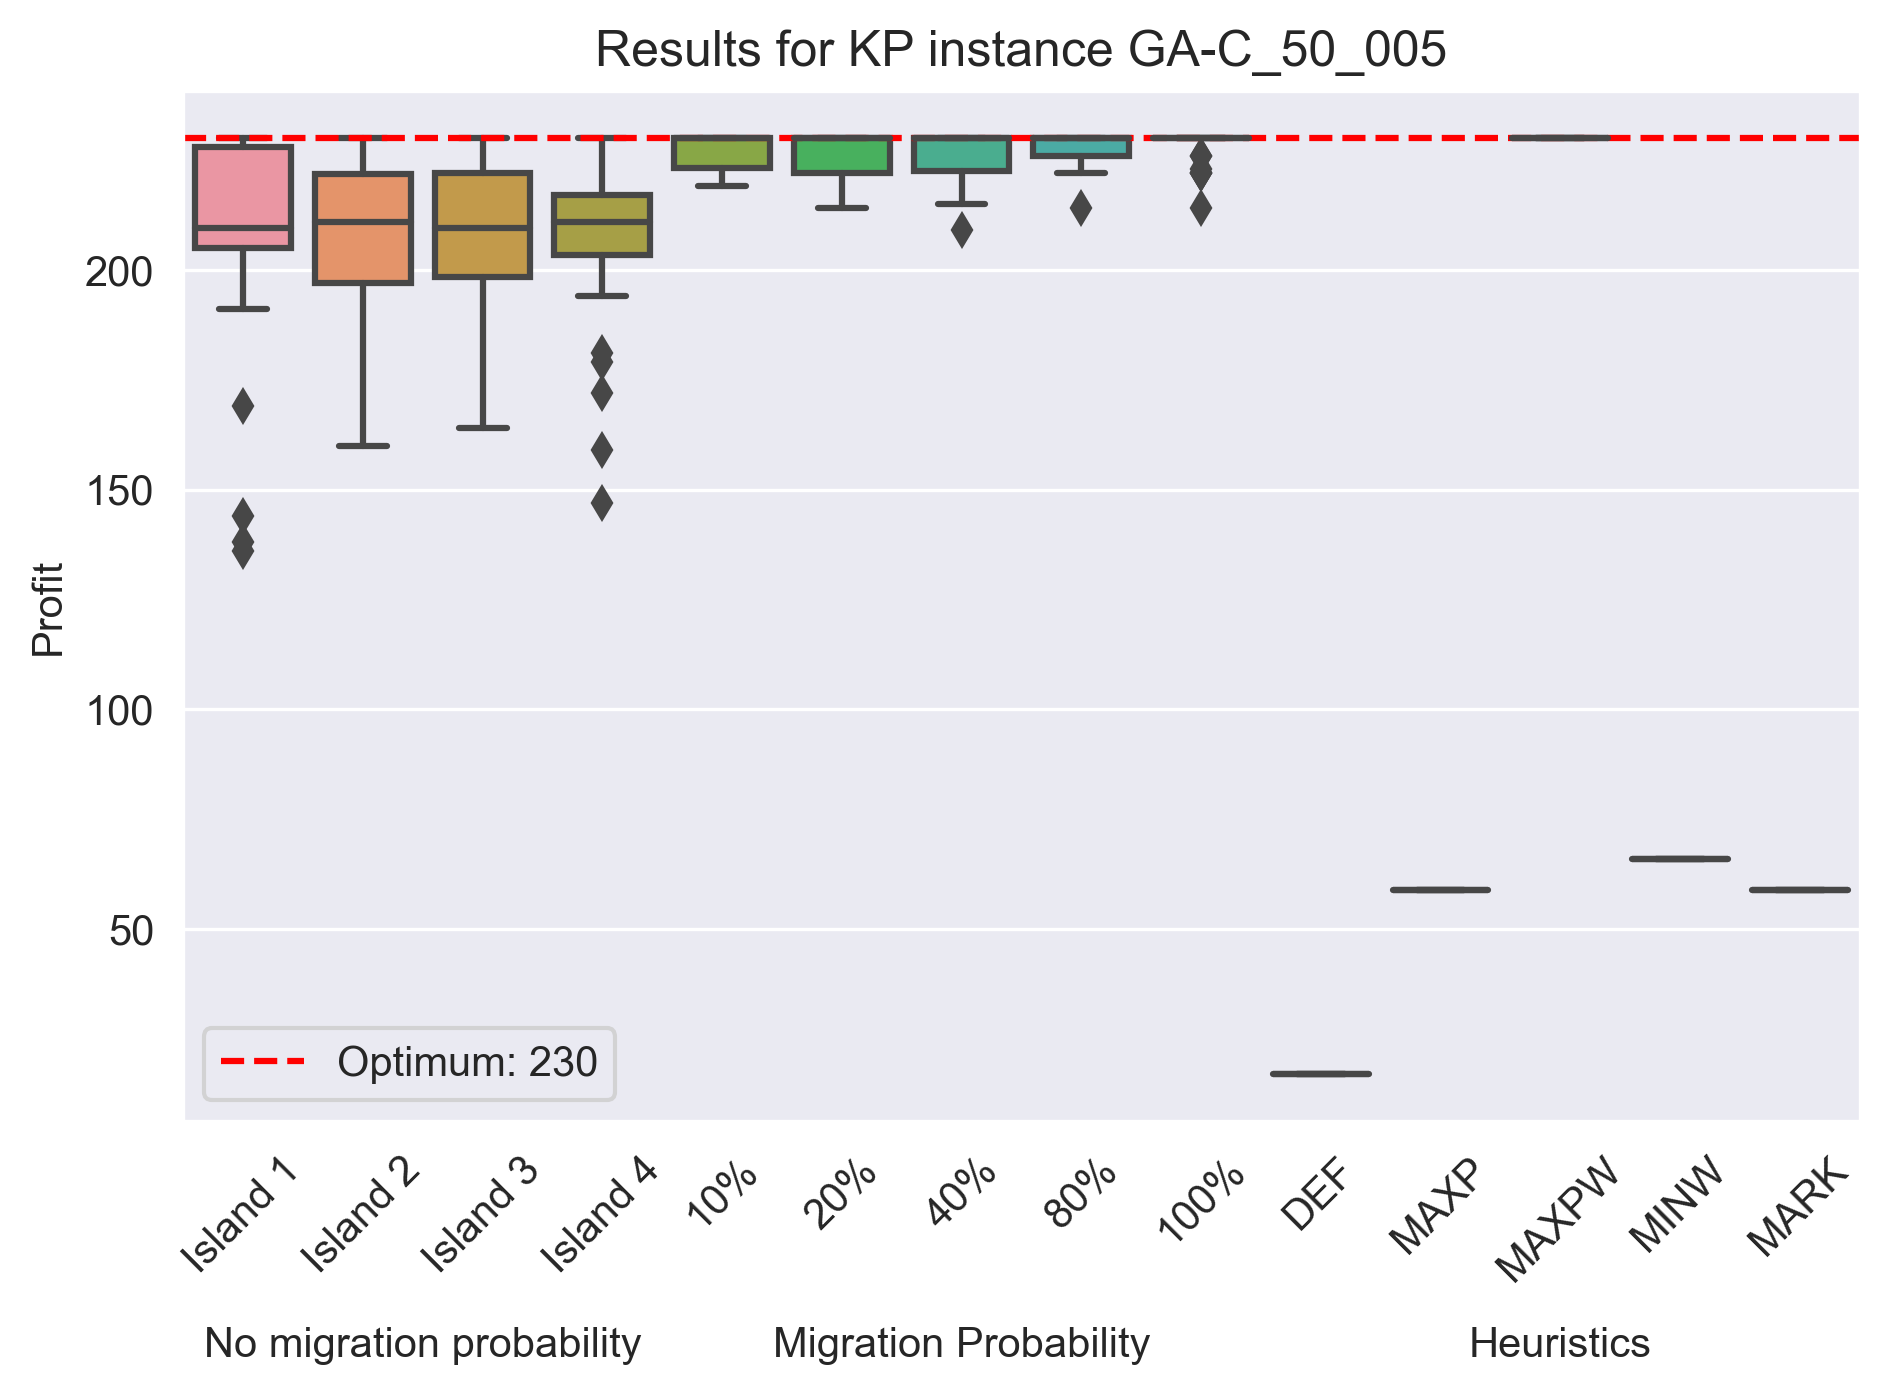 Results for KP instance GA-C_50_005
Profit
200
150
100
50
Optimum: 230
Island 1
Island 2
Island 3
Island 4
10%
20%
40%
80%
100%
DEF
MAXP
MAXPW
MINW
MARK
No migration probability
Migration Probability
Heuristics